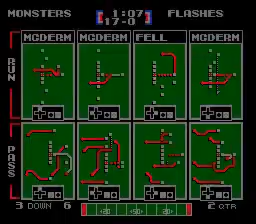 MONSTERS 1:07 FLASHES
17-0
MCDERM MCDERM FELL MCDERM
RUN
PASS
3 DOWN 6 2 QTR